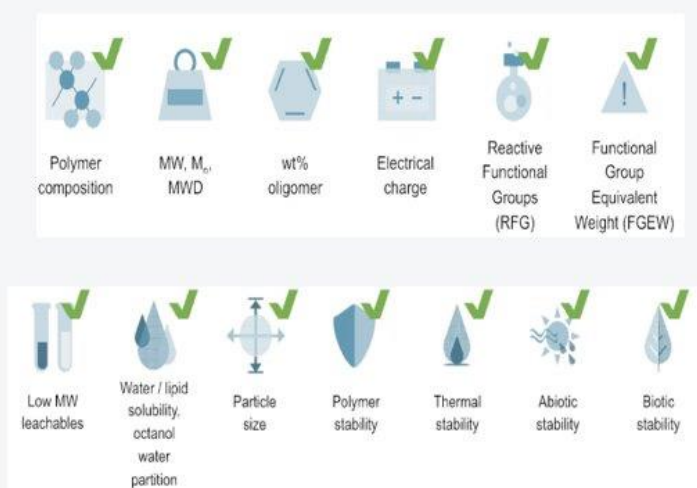 Polymer
composition
MW, Mn,
MWD
wt%
oligomer
+ -
Electrical
charge
Reactive
Functional
Groups
(RFG)
!
Functional
Group
Equivalent
Weight (FGEW)
Low MW
leachables
Water / lipid
solubility,
octanol
water
partition
Particle
size
Polymer
stability
Thermal
stability
Abiotic
stability
Biotic
stability